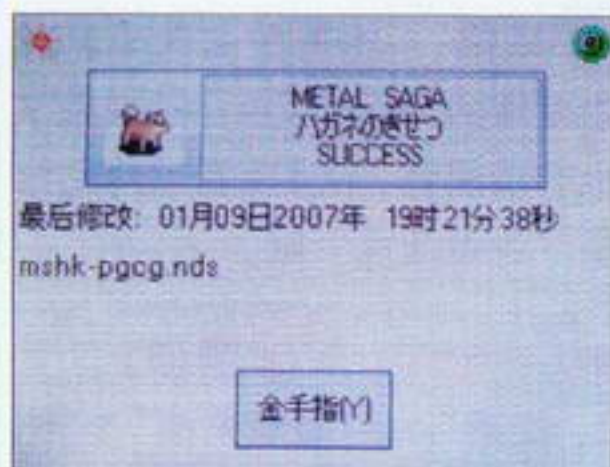 METAL SAGA
ハガネのきせつ
SUCCESS
最后修改: 01月09日2007年 19时21分38秒
mshk-pgcg.nds
金手指(Y)